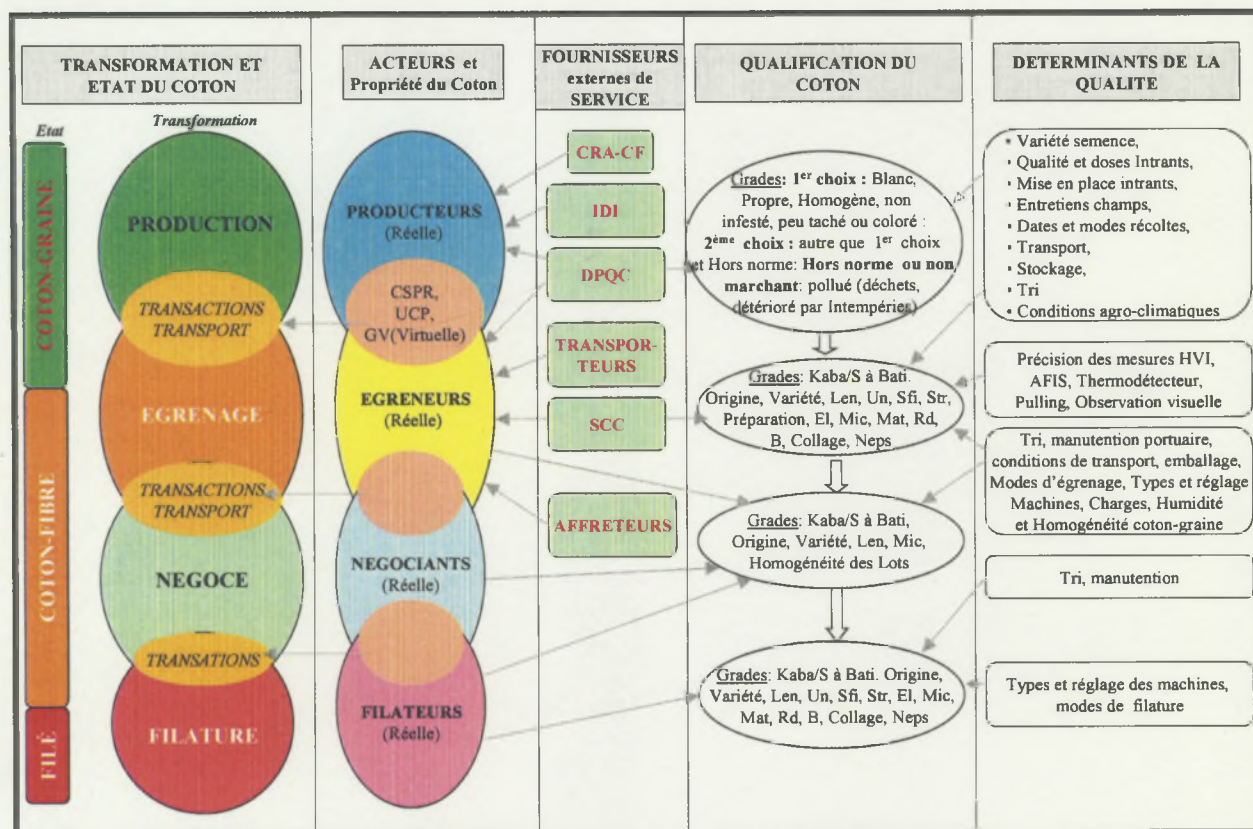 TRANSFORMATION ET
ETAT DU COTON
ACTEURS et
Propriété du Coton
FOURNISSEURS
externes de
SERVICE
QUALIFICATION DU
COTON
DETERMINANTS DE LA
QUALITE
Etat
Transformation
COTON-GRAINE
COTON-FIBRE
FILÉ
PRODUCTION
TRANSACTIONS
TRANSPORT
EGRENAGE
TRANSACTIONS
TRANSPORT
NEGOCE
TRANSATIONS
FILATURE
PRODUCTEURS
(Réelle)
CSPR,
UCP,
GV(Virtuelle)
EGRENEURS
(Réelle)
NEGOCIANTS
(Réelle)
FILATEURS
(Réelle)
CRA-CF
IDI
DPQC
TRANSPOR-
TEURS
SCC
AFFRETEURS
Grades: 1er choix : Blanc,
Propre, Homogène, non
infesté, peu taché ou coloré :
2ème choix : autre que 1er choix
et Hors norme: Hors norme ou non
marchant: pollué (déchets,
détérioré par Intempéries)
Grades: Kaba/S à Bati.
Origine, Variété, Len, Un, Sfi, Str,
Préparation, El, Mic, Mat, Rd,
B, Collage, Neps
Grades: Kaba/S à Bati,
Origine, Variété, Len, Mic,
Homogénéité des Lots
Grades: Kaba/S à Bati. Origine,
Variété, Len, Un, Sfi, Str, El, Mic,
Mat, Rd, B, Collage, Neps
• Variété semence,
• Qualité et doses Intrants,
• Mise en place intrants,
• Entretiens champs,
• Dates et modes récoltes,
• Transport,
• Stockage,
• Tri
• Conditions agro-climatiques
Précision des mesures HVI,
AFIS, Thermodétecteur,
Pulling, Observation visuelle
Tri, manutention portuaire,
conditions de transport, emballage,
Modes d'égrenage, Types et réglage
Machines, Charges, Humidité
et Homogénéité coton-graine
Tri, manutention
Types et réglage des machines,
modes de filature